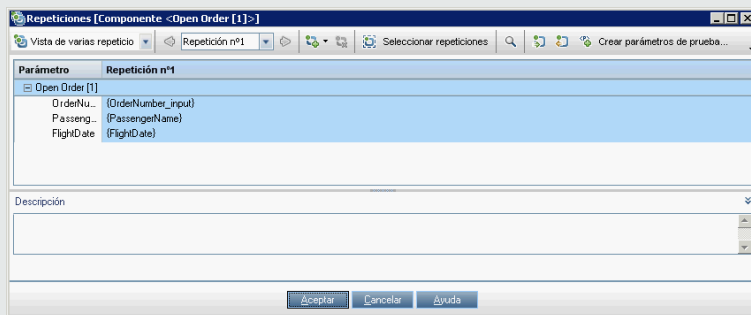 Repeticiones [Componente <Open Order [1]>]
Vista de varias repeticio Repetición nº1 Seleccionar repeticiones Crear parámetros de prueba...
Parámetro Repetición nº1
Open Order [1]
OrderNu... {OrderNumber_input}
Passeng... {PassengerName}
FlightDate {FlightDate}
Descripción
Aceptar Cancelar Ayuda